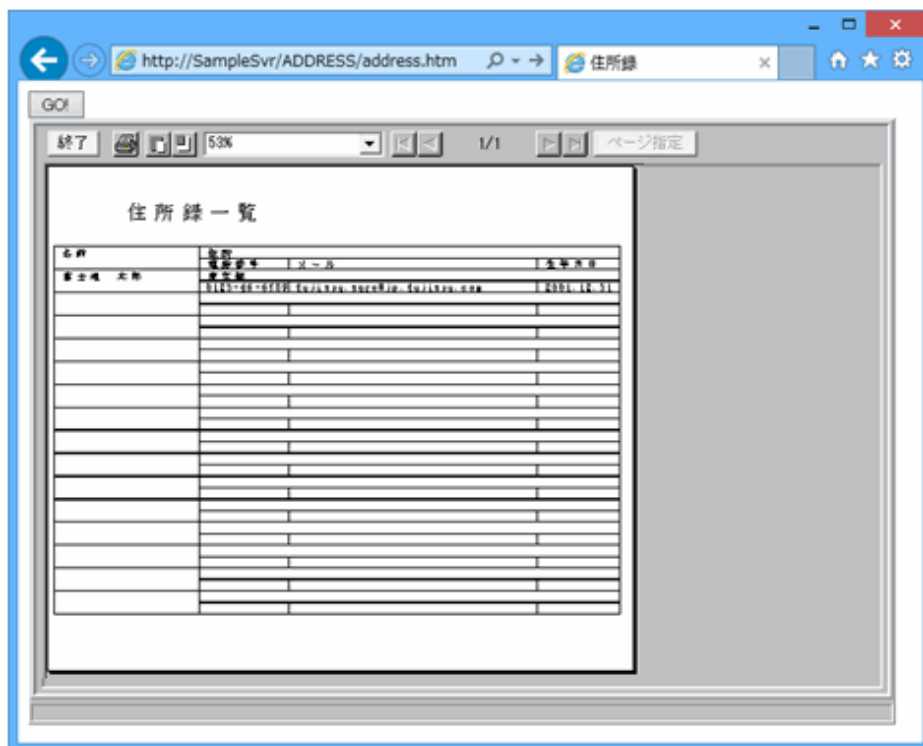 http://SampleSvr/ADDRESS/address.htm
住所録
GO!
終了 53% 1/1 ページ指定
住所録一覧
名前 住所
電話番号 メール 生年月日
富士通 太郎 東京都
2001.12.31